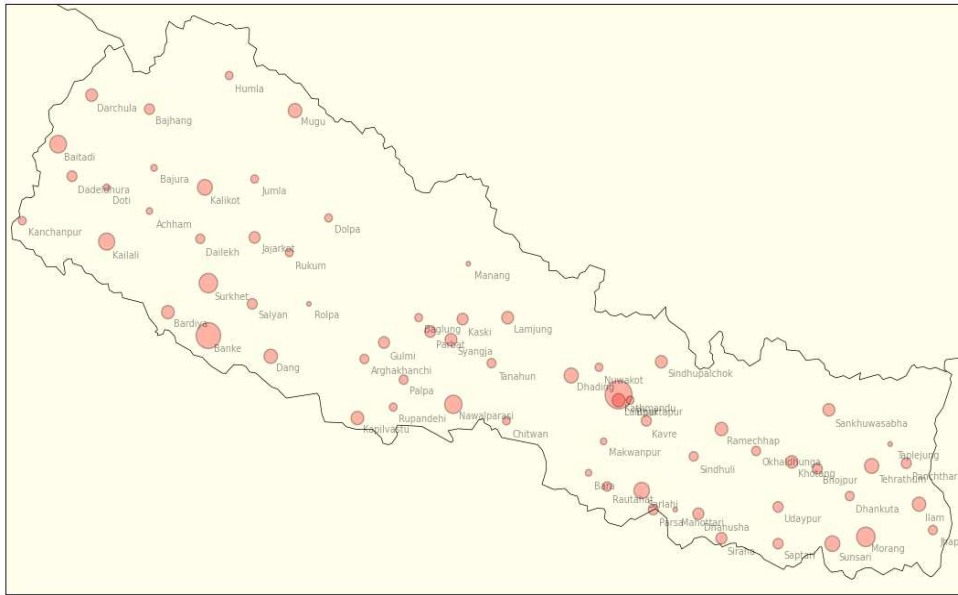 Humla
Darchula
Bajhang
Mugu
Baitadi
Bajura
Dadeldhura
Jumla
Doti
Kalikot
Achham
Kanchanpur
Dolpa
Kailali
Dailekh
Jajarkot
Rukum
Manang
Surkhet
Salyan
Rolpa
Bardiya
Baglung
Kaski
Lamjung
Banke
Parbat
Syangja
Gulmi
Dang
Arghakhanchi
Tanahun
Sindhupalchok
Nuwakot
Dhading
Palpa
Kathmandu
Rupandehi
Nawalparasi
Kapilvastu
Chitwan
Kavre
Sankhuwasabha
Ramechhap
Makwanpur
Taplejung
Sindhuli
Okhaldhunga
Khotang
Bhojpur
Tehrathum
Panchthar
Bara
Rautahat
Sarlahi
Parsa
Mahottari
Dhanusha
Udaypur
Dhankuta
Ilam
Siraha
Saptari
Sunsari
Morang